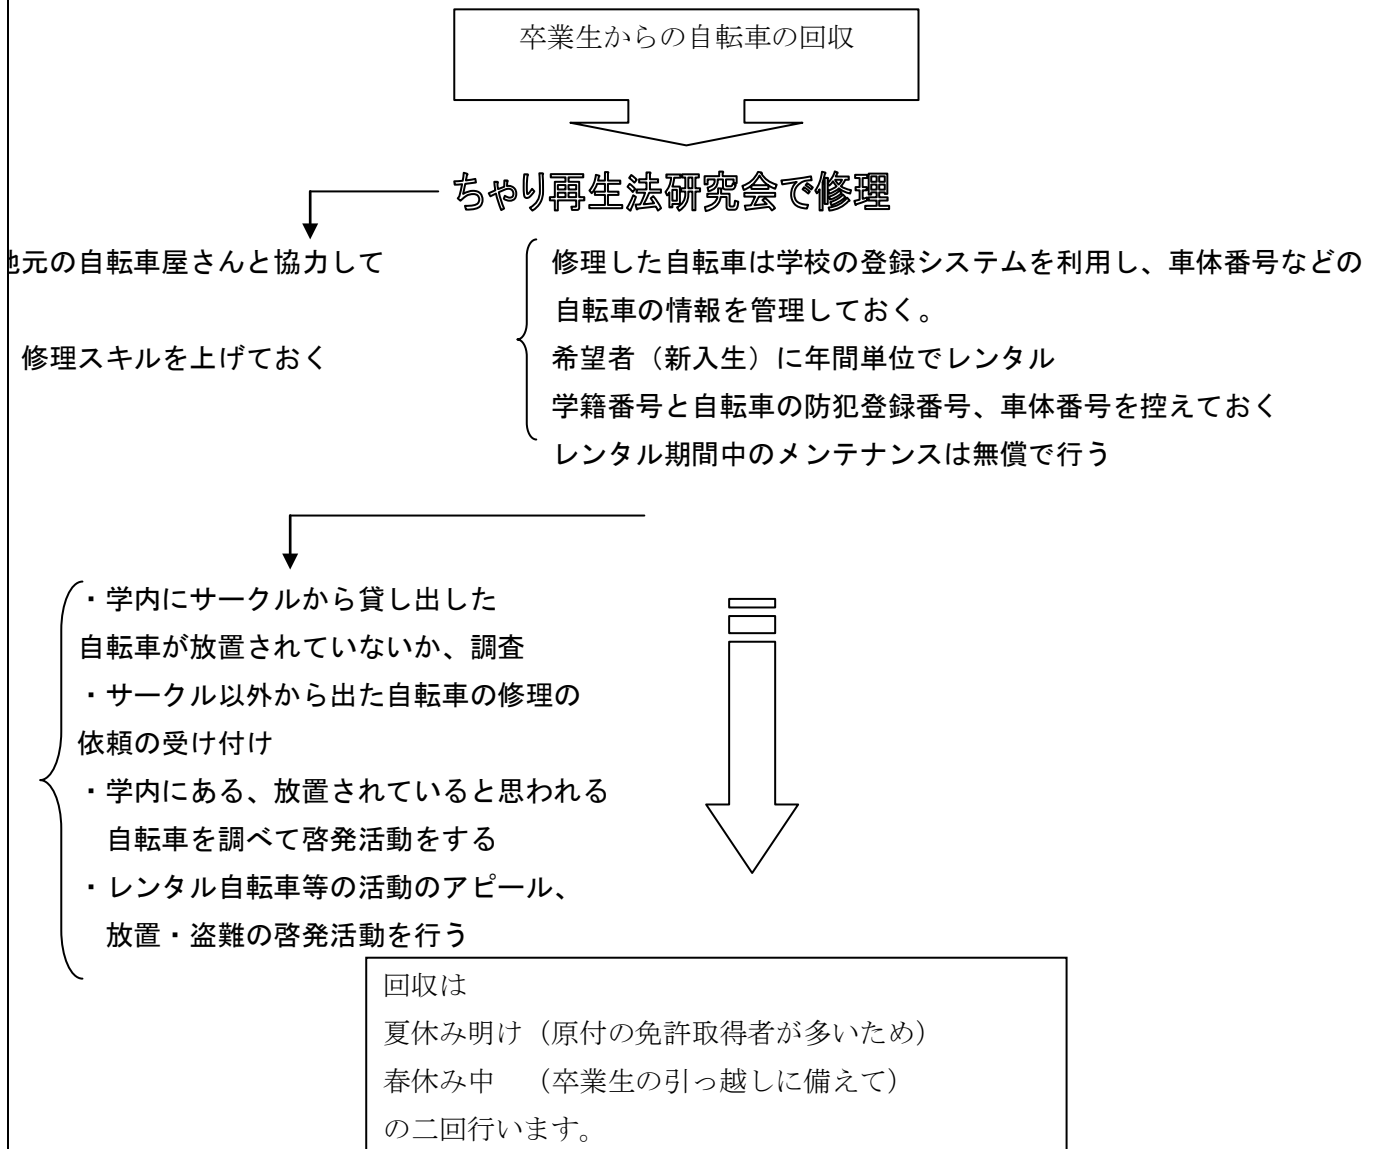 卒業生からの自転車の回収
ちゃり再生法研究会で修理
地元の自転車屋さんと協力して
修理スキルを上げておく
修理した自転車は学校の登録システムを利用し、車体番号などの
自転車の情報を管理しておく。
希望者（新入生）に年間単位でレンタル
学籍番号と自転車の防犯登録番号、車体番号を控えておく
レンタル期間中のメンテナンスは無償で行う
・学内にサークルから貸し出した
自転車が放置されていないか、調査
・サークル以外から出た自転車の修理の
依頼の受け付け
・学内にある、放置されていると思われる
自転車を調べて啓発活動をする
・レンタル自転車等の活動のアピール、
放置・盗難の啓発活動を行う
回収は
夏休み明け（原付の免許取得者が多いため）
春休み中　（卒業生の引っ越しに備えて）
の二回行います。